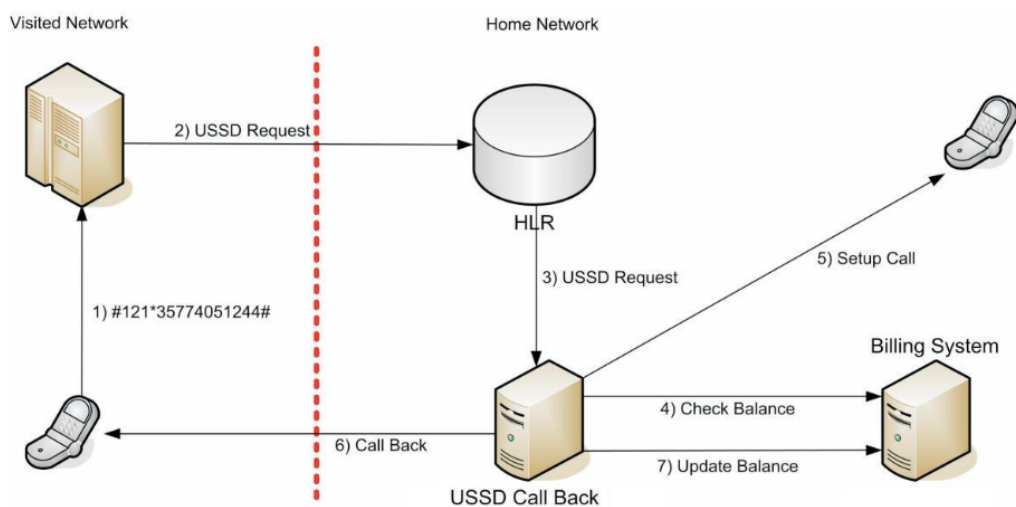 Visited Network
Home Network
2) USSD Request
HLR
3) USSD Request
5) Setup Call
1) #121*35774051244#
Billing System
4) Check Balance
6) Call Back
7) Update Balance
USSD Call Back